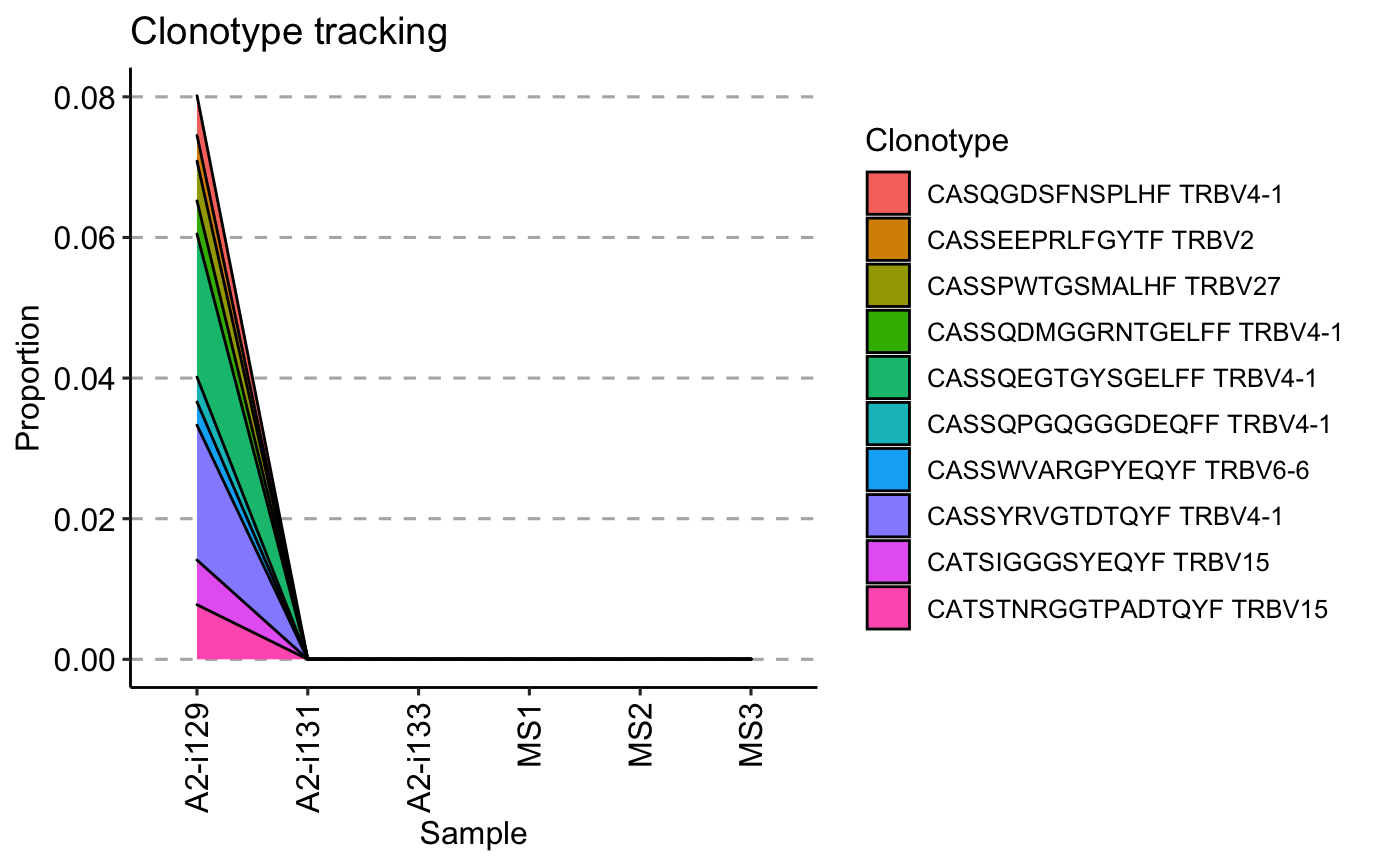 Clonotype tracking
0.08
0.06
0.04
0.02
0.00
Proportion
A2-i129
A2-i131
A2-i133
MS1
MS2
MS3
Sample
Clonotype
CASQGDSFNSPLHF TRBV4-1
CASSEEPRLFGYTF TRBV2
CASSPWTGSMALHF TRBV27
CASSQDMGGRNTGELFF TRBV4-1
CASSQEGTGYSGELFF TRBV4-1
CASSQPGQGGGDEQFF TRBV4-1
CASSWVARGPYEQYF TRBV6-6
CASSYRVGTDTQYF TRBV4-1
CATSIGGGSYEQYF TRBV15
CATSTNRGGTPADTQYF TRBV15